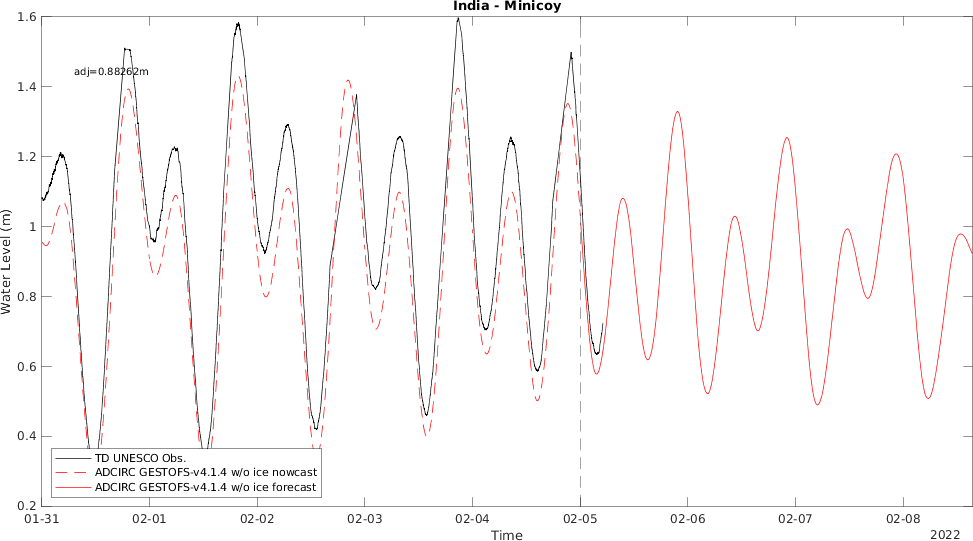 India - Minicoy
1.6
adj=0.88262m
1.4
1.2
1
0.8
0.6
0.4
0.2
Water Level (m)
TD UNESCO Obs.
ADCIRC GESTOFS-v4.1.4 w/o ice nowcast
ADCIRC GESTOFS-v4.1.4 w/o ice forecast
01-31 02-01 02-02 02-03 02-04 02-05 02-06 02-07 02-08
Time
2022